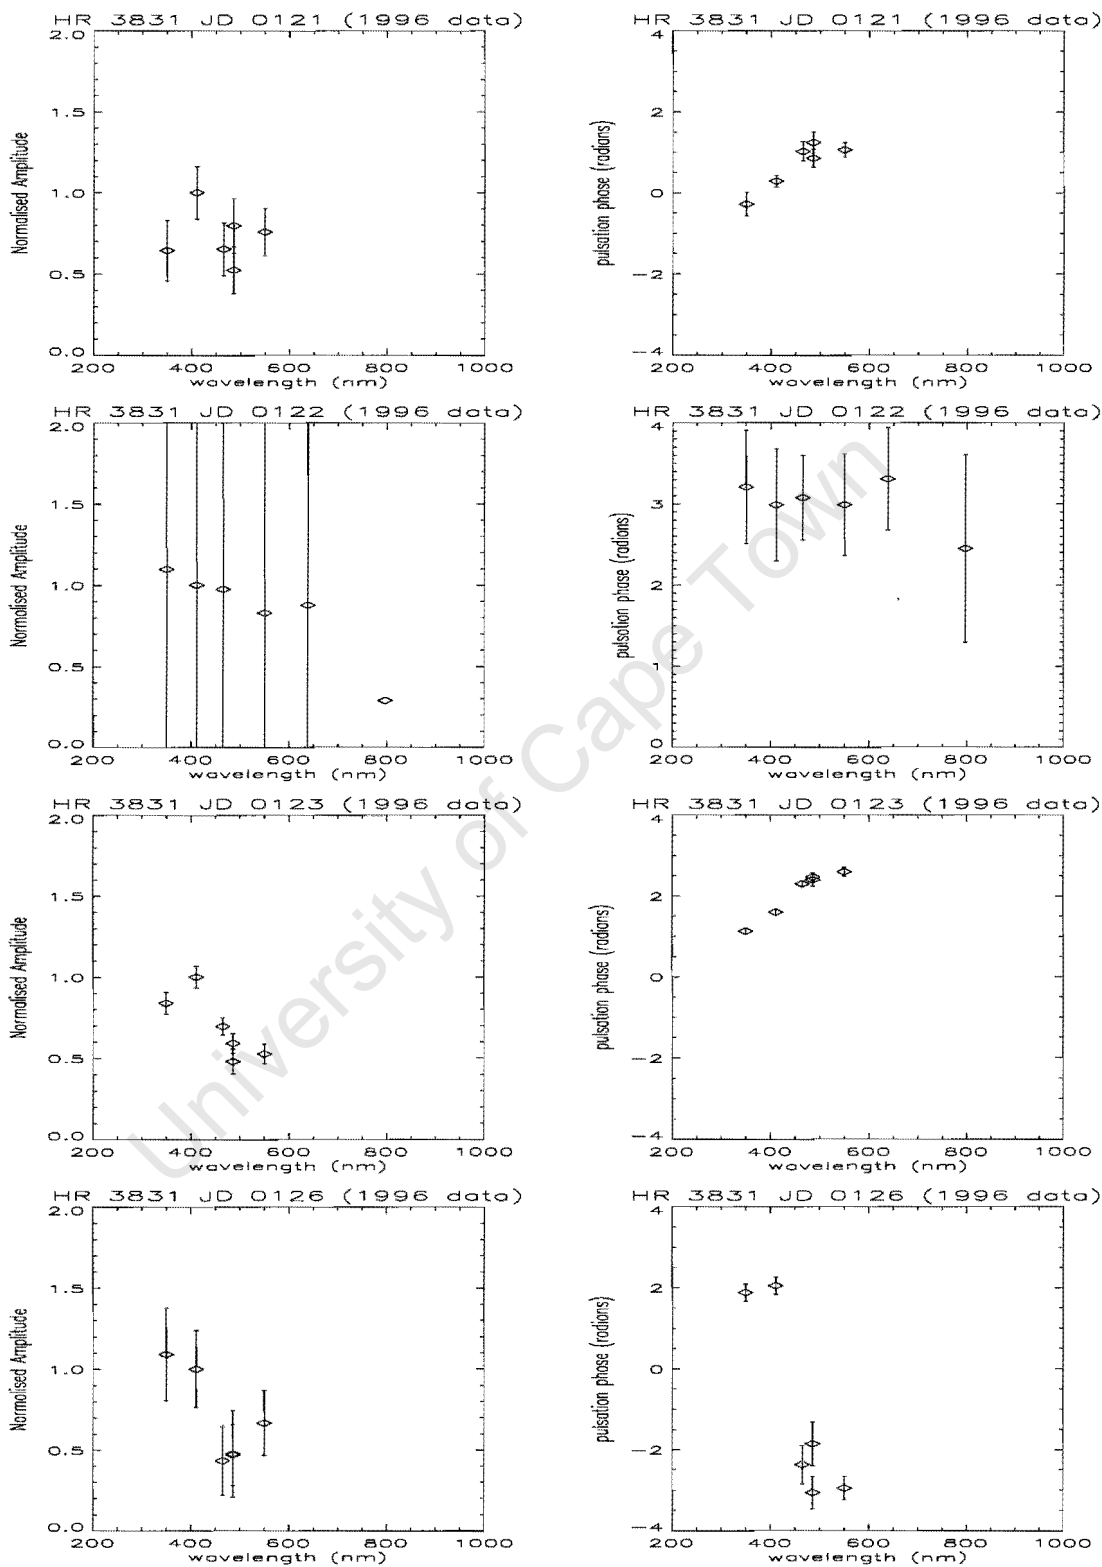 HR 3831 JD 0121 (1996 data)
2.0
1.5
1.0
0.5
0.0
Normalised Amplitude
200 400 600 800 1000
wavelength (nm)
HR 3831 JD 0121 (1996 data)
4
2
0
−2
−4
pulsation phase (radians)
200 400 600 800 1000
wavelength (nm)
HR 3831 JD 0122 (1996 data)
2.0
1.5
1.0
0.5
0.0
Normalised Amplitude
200 400 600 800 1000
wavelength (nm)
HR 3831 JD 0122 (1996 data)
4
3
2
1
0
pulsation phase (radians)
200 400 600 800 1000
wavelength (nm)
HR 3831 JD 0123 (1996 data)
2.0
1.5
1.0
0.5
0.0
Normalised Amplitude
200 400 600 800 1000
wavelength (nm)
HR 3831 JD 0123 (1996 data)
4
2
0
−2
−4
pulsation phase (radians)
200 400 600 800 1000
wavelength (nm)
HR 3831 JD 0126 (1996 data)
2.0
1.5
1.0
0.5
0.0
Normalised Amplitude
200 400 600 800 1000
wavelength (nm)
HR 3831 JD 0126 (1996 data)
4
2
0
−2
−4
pulsation phase (radians)
200 400 600 800 1000
wavelength (nm)
University of Cape Town